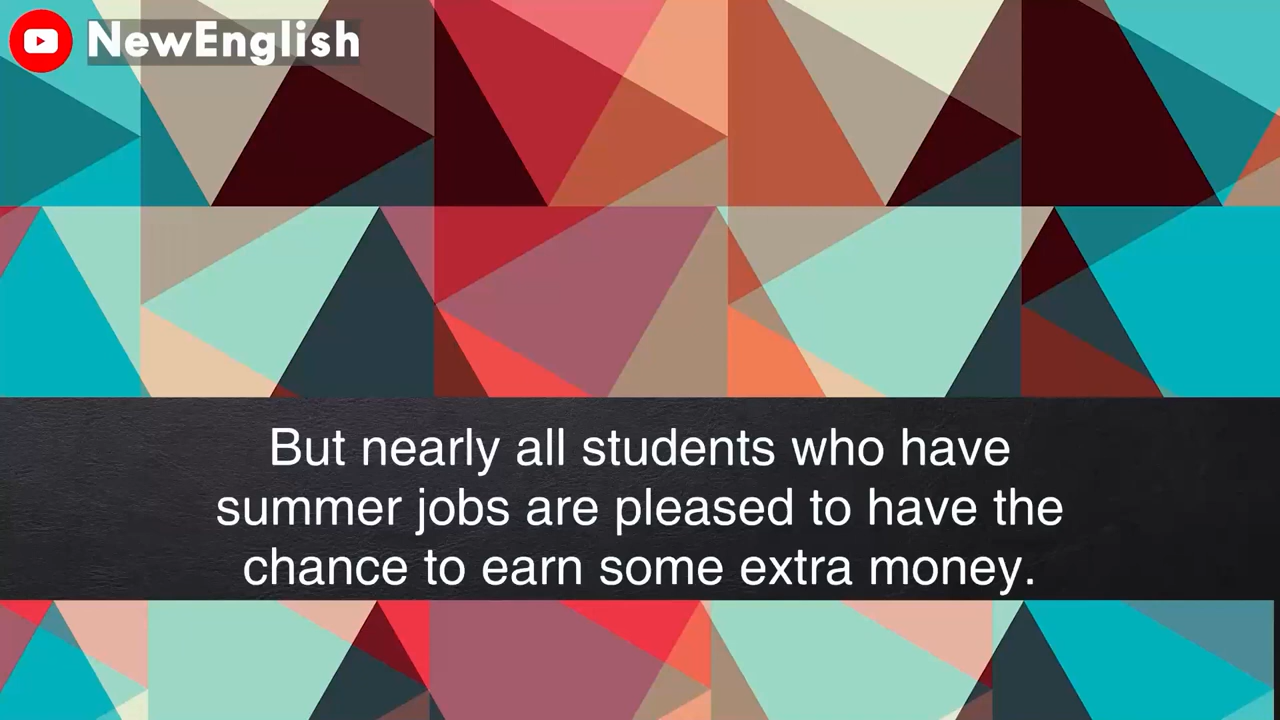 NewEnglish
But nearly all students who have
summer jobs are pleased to have the
chance to earn some extra money.